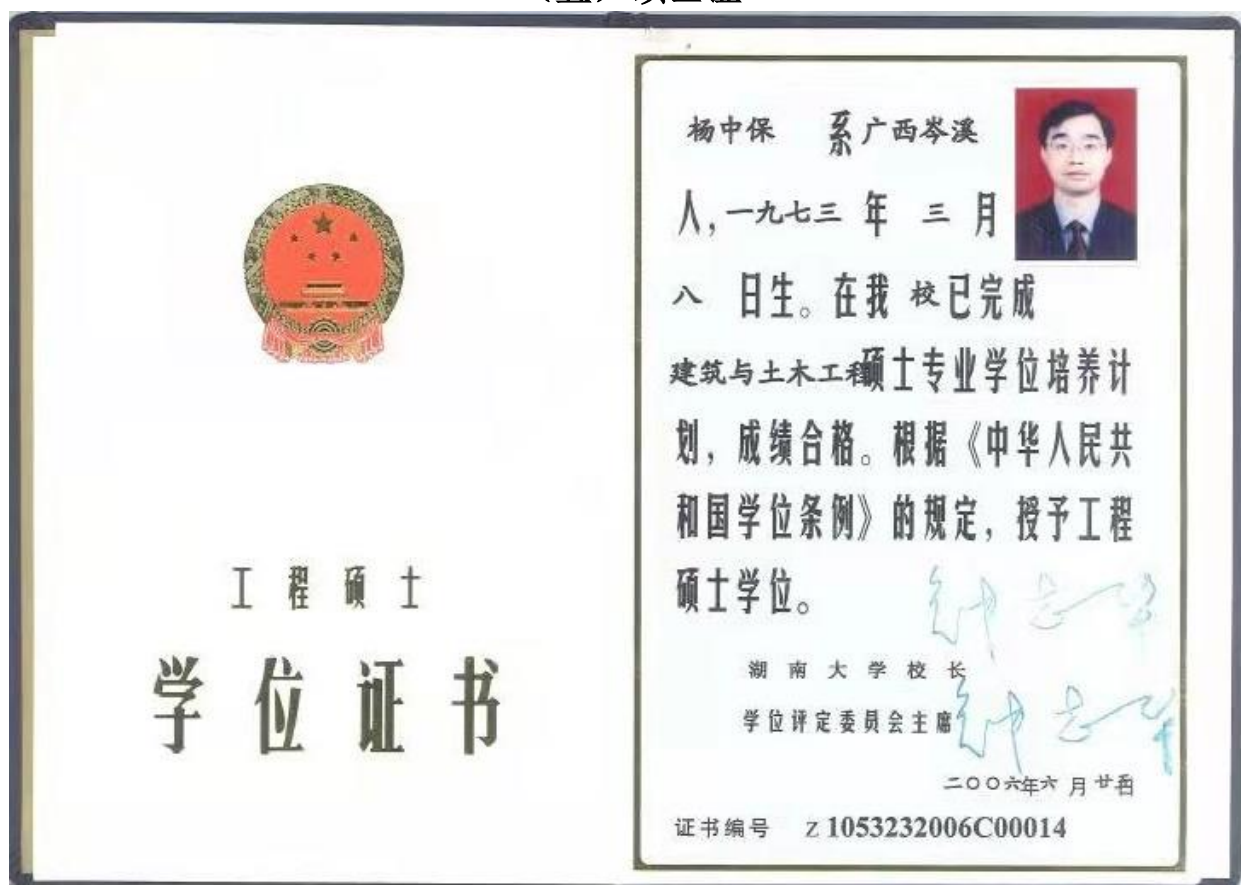 工程硕士
学位证书
杨中保 系广西岑溪
人,一九七三 年 三 月
八 日生。在我 校已完成
建筑与土木工程硕士专业学位培养计
划,成绩合格。根据《中华人民共
和国学位条例》的规定,授予工程
硕士学位。
湖南大学校长
学位评定委员会主席
二〇〇六年六月
证书编号 Z 1053232006C00014